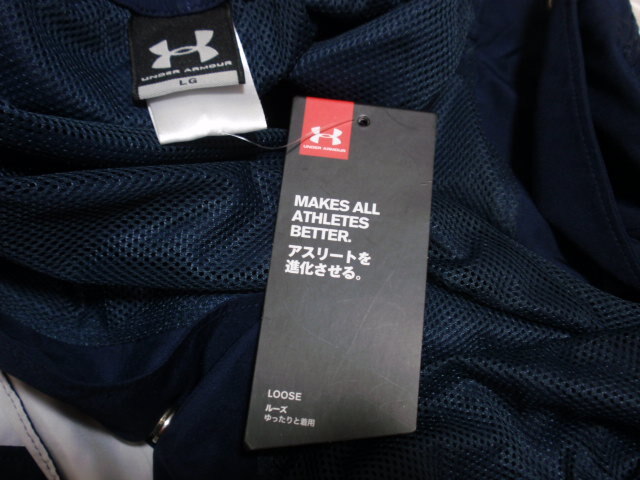 UNDER ARMOUR
LG
UNDER ARMOUR
MAKES ALL
ATHLETES
BETTER.
アスリートを
進化させる。
LOOSE
ルーズ
ゆったりと着用